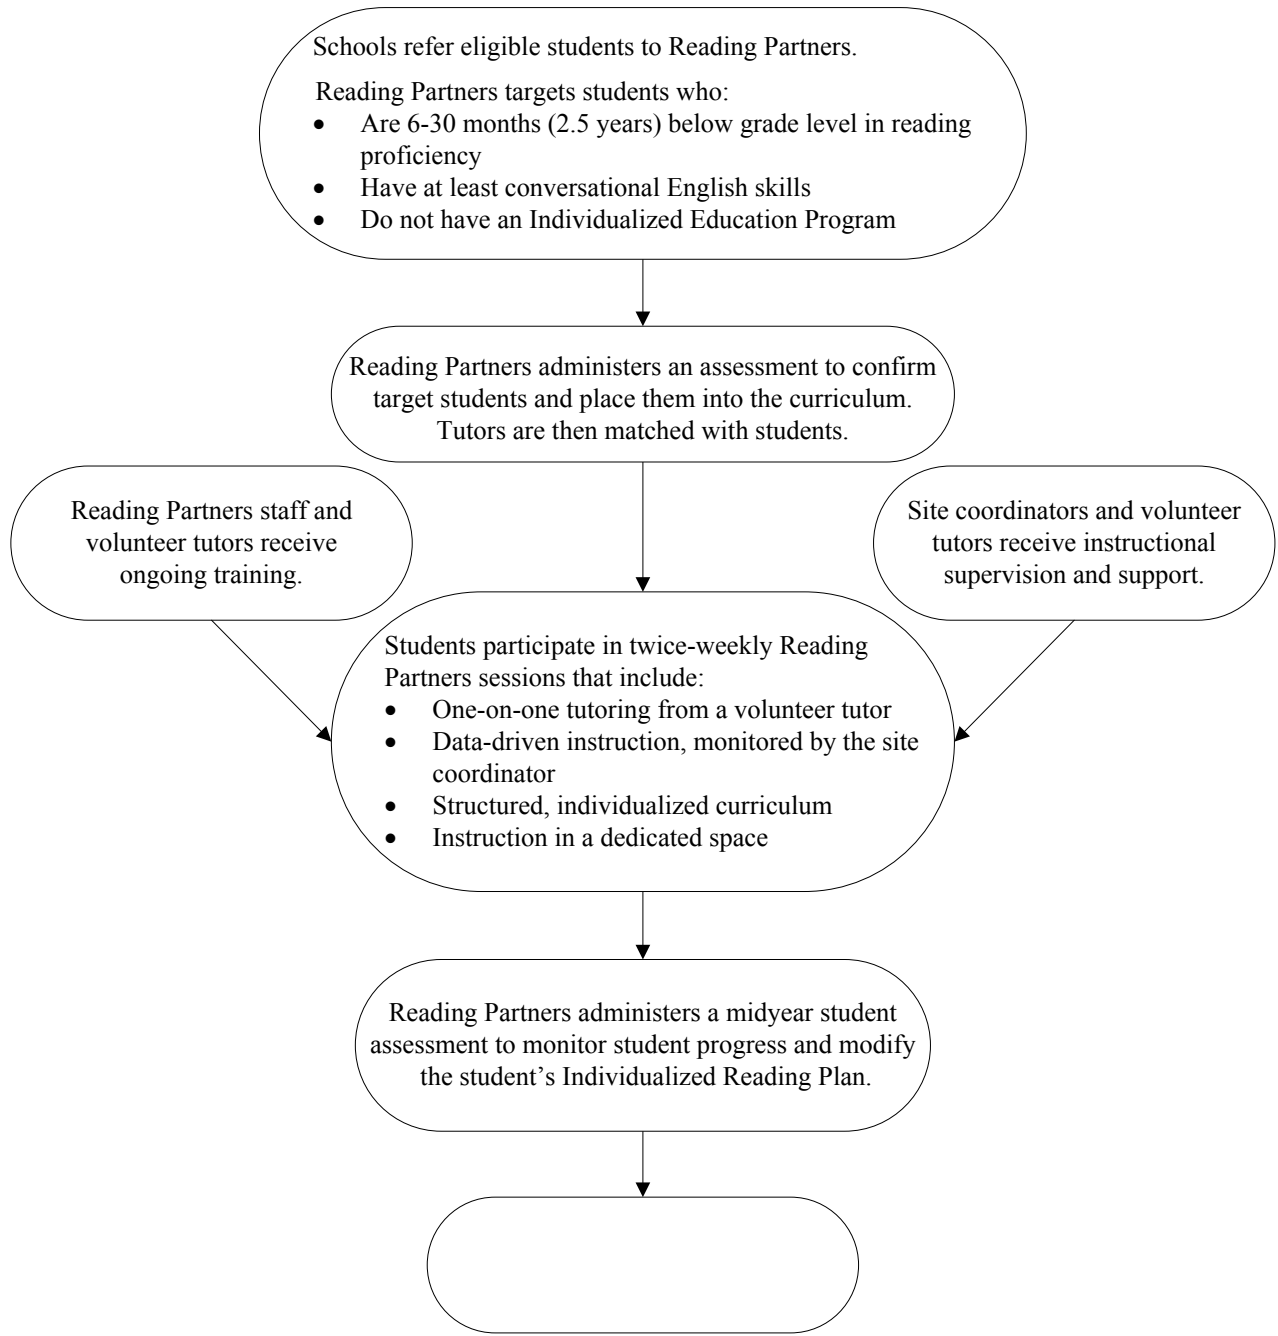 Schools refer eligible students to Reading Partners.
Reading Partners targets students who:
• Are 6-30 months (2.5 years) below grade level in reading
proficiency
• Have at least conversational English skills
• Do not have an Individualized Education Program
Reading Partners administers an assessment to confirm
target students and place them into the curriculum.
Tutors are then matched with students.
Reading Partners staff and
volunteer tutors receive
ongoing training.
Site coordinators and volunteer
tutors receive instructional
supervision and support.
Students participate in twice-weekly Reading
Partners sessions that include:
• One-on-one tutoring from a volunteer tutor
• Data-driven instruction, monitored by the site
coordinator
• Structured, individualized curriculum
• Instruction in a dedicated space
Reading Partners administers a midyear student
assessment to monitor student progress and modify
the student’s Individualized Reading Plan.